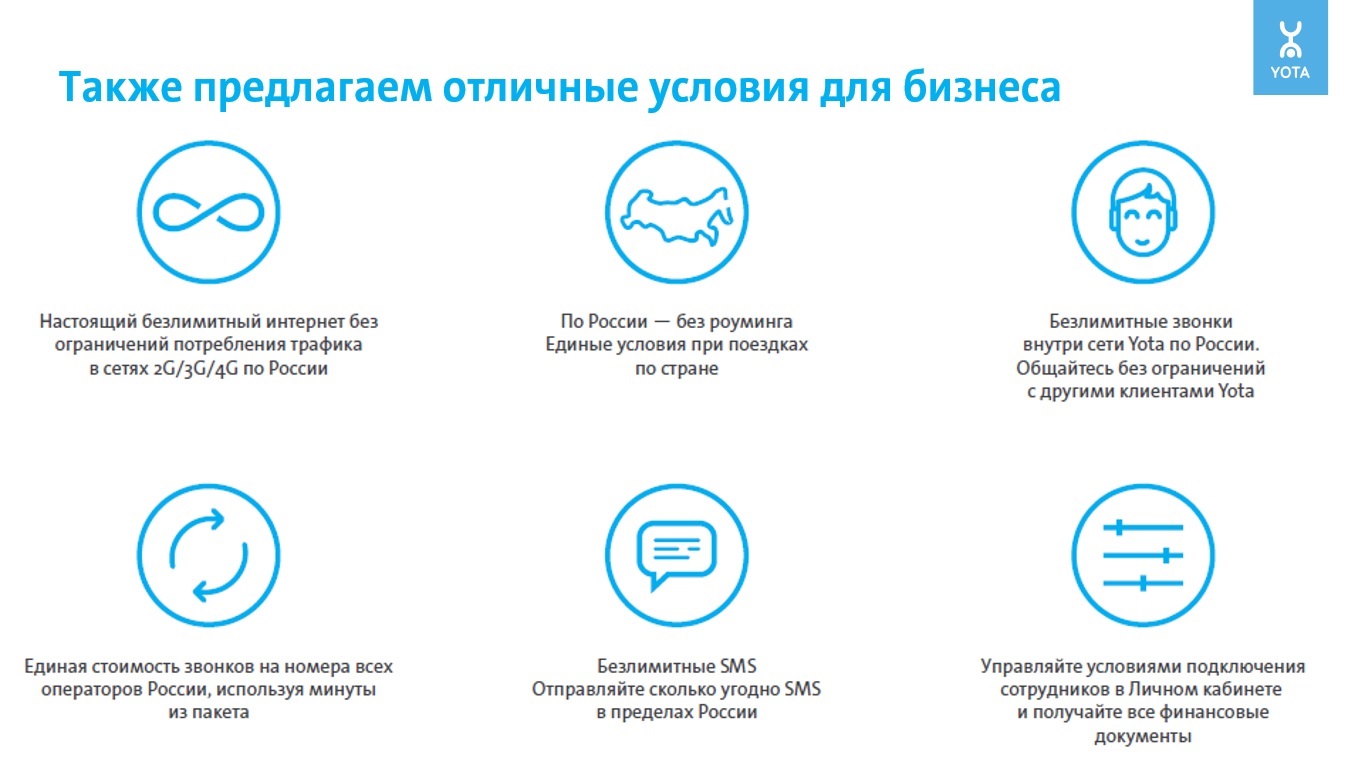 YOTA
Также предлагаем отличные условия для бизнеса
Настоящий безлимитный интернет без
ограничений потребления трафика
в сетях 2G/3G/4G по России
По России — без роуминга
Единые условия при поездках
по стране
Безлимитные звонки
внутри сети Yota по России.
Общайтесь без ограничений
с другими клиентами Yota
Единая стоимость звонков на номера всех
операторов России, используя минуты
из пакета
Безлимитные SMS
Отправляйте сколько угодно SMS
в пределах России
Управляйте условиями подключения
сотрудников в Личном кабинете
и получайте все финансовые
документы